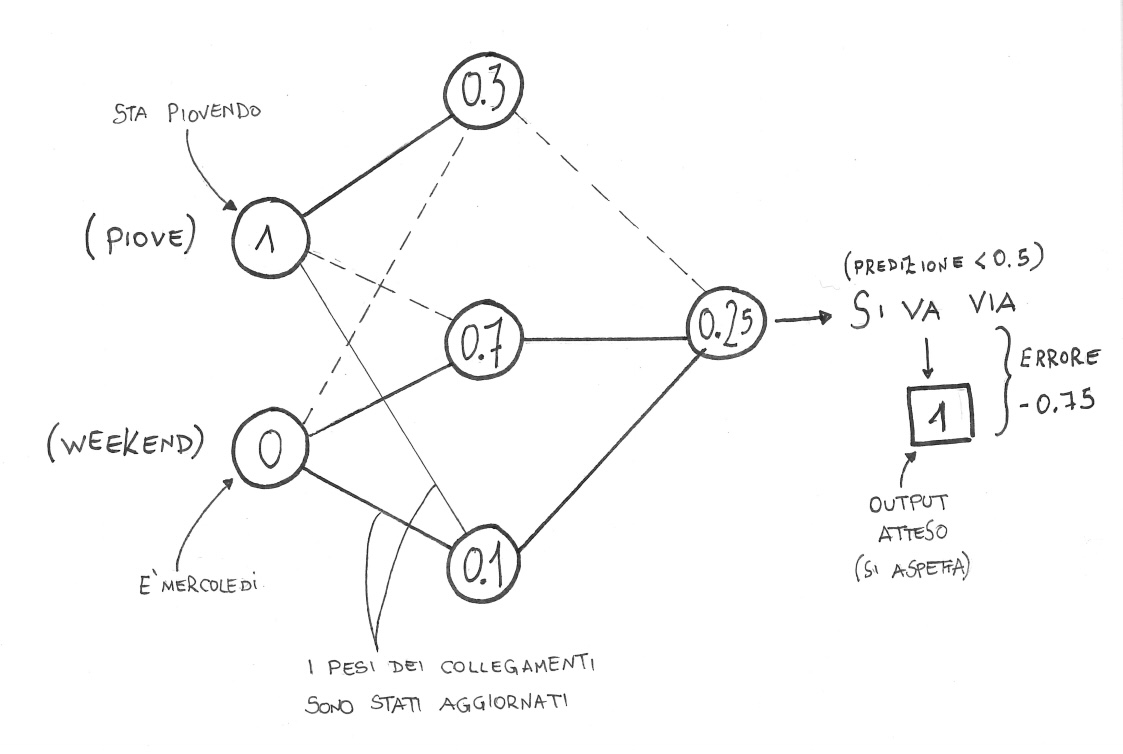 0.3
STA PIOVENDO
(PIOVE)
1
(PREDIZIONE < 0.5)
0.25
SI VA VIA
0.7
ERRORE
-0.75
1
(WEEKEND)
0
OUTPUT
ATTESO
(SI ASPETTA)
0.1
E' MERCOLEDI
I PESI DEI COLLEGAMENTI
SONO STATI AGGIORNATI